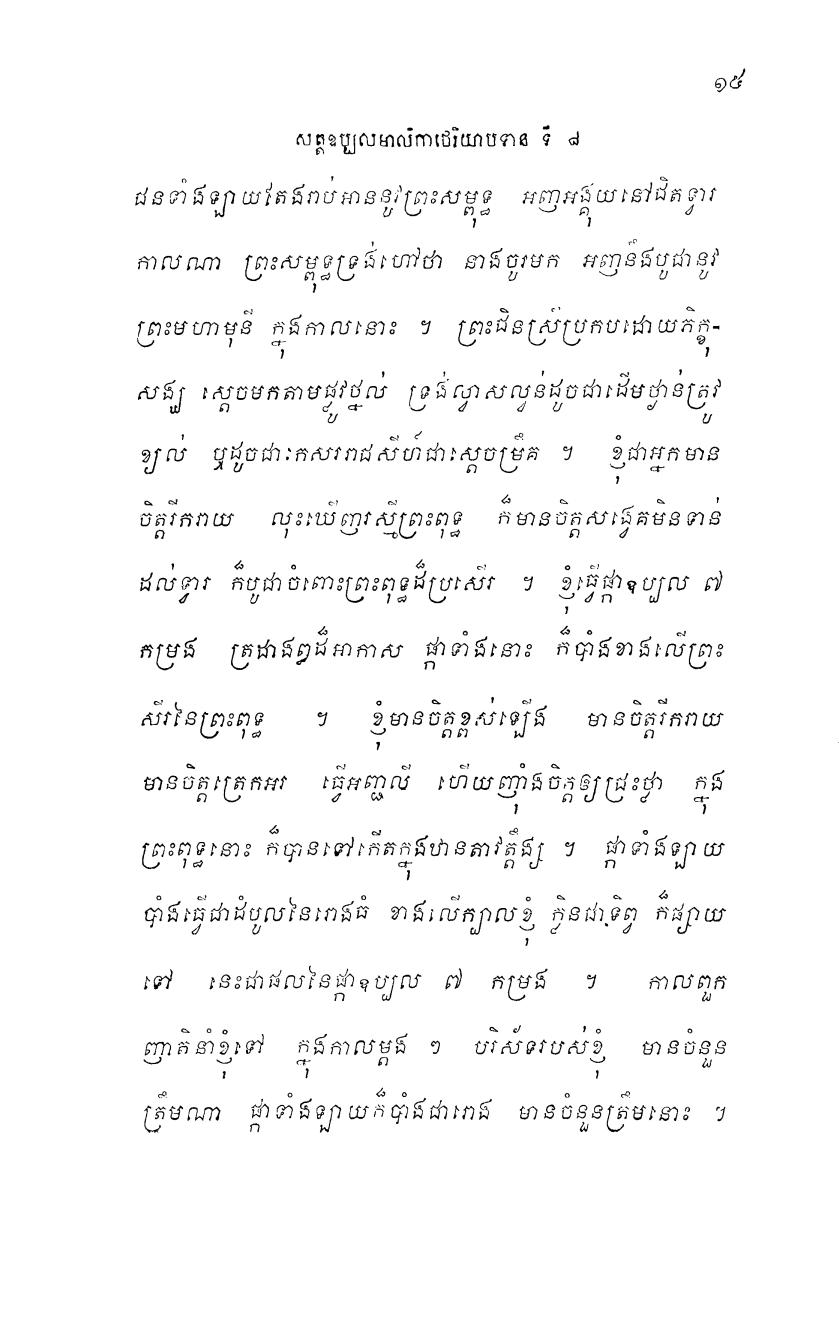 ១៥
សត្តឧប្បលមាលិកាថេរិយាបទាន ទី ៨
ជនទាំងឡាយតែងរាប់អាននូវព្រះសម្ពុទ្ធ អញអង្គុយនៅជិតទ្វារ
កាលណា ព្រះសម្ពុទ្ធទ្រង់ហៅថា នាងចូរមក អញនឹងបូជានូវ
ព្រះមហាមុនី ក្នុងកាលនោះ ។ ព្រះជិនស្រីប្រកបដោយភិក្ខុ-
សង្ឃ ស្តេចមកតាមផ្លូវថ្នល់ ទ្រង់ស្វាសល្វន់ដូចជាដើមថ្ងាន់ត្រូវ
ខ្យល់ ឬដូចជាកេសររាជសីហ៍ជាស្តេចម្រឹគ ។ ខ្ញុំជាអ្នកមាន
ចិត្តរីករាយ លុះឃើញរស្មីព្រះពុទ្ធ ក៏មានចិត្តសង្វេគមិនទាន់
ដល់ទ្វារ ក៏បូជាចំពោះព្រះពុទ្ធដ៏ប្រសើរ ។ ខ្ញុំធ្វើផ្កាឧប្បល ៧
កម្រង ត្រដាងឰដ៏អាកាស ផ្កាទាំងនោះ ក៏បាំងខាងលើព្រះ
សិរនៃព្រះពុទ្ធ ។ ខ្ញុំមានចិត្តខ្ពស់ឡើង មានចិត្តរីករាយ
មានចិត្តត្រេកអរ ធ្វើអញ្ជលី ហើយញ៉ាំងចិត្តឲ្យជ្រះថ្លា ក្នុង
ព្រះពុទ្ធនោះ ក៏បានទៅកើតក្នុងឋានតាវត្តឹង្ស ។ ផ្កាទាំងឡាយ
បាំងធ្វើជាដំបូលនៃរោងធំ ខាងលើក្បាលខ្ញុំ ក្លិនជាទិព្វ ក៏ផ្សាយ
ទៅ នេះជាផលនៃផ្កាឧប្បល ៧ កម្រង ។ កាលពួក
ញាតិនាំខ្ញុំទៅ ក្នុងកាលម្តង ៗ បរិស័ទរបស់ខ្ញុំ មានចំនួន
ត្រឹមណា ផ្កាទាំងឡាយក៏បាំងជារោង មានចំនួនត្រឹមនោះ ។